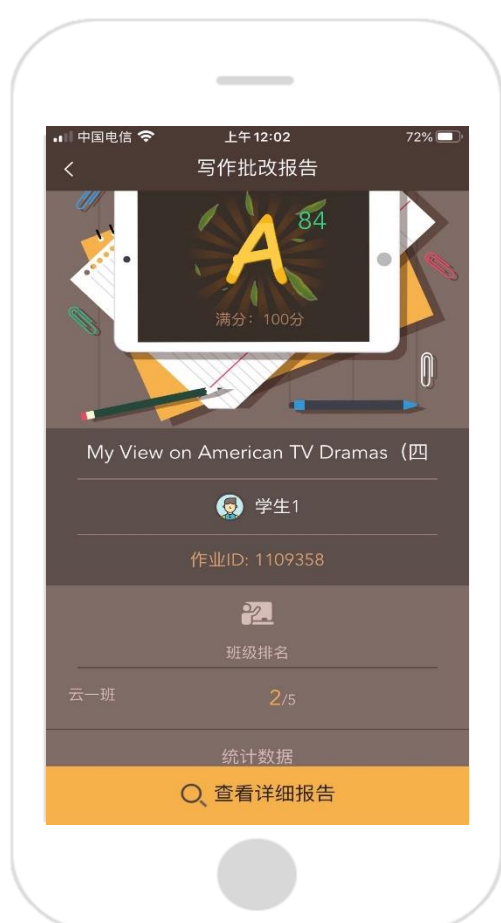 中国电信 上午12:02 72%
写作批改报告
A 84
满分：100分
My View on American TV Dramas（四
学生1
作业ID: 1109358
班级排名
云一班 2/5
统计数据
查看详细报告